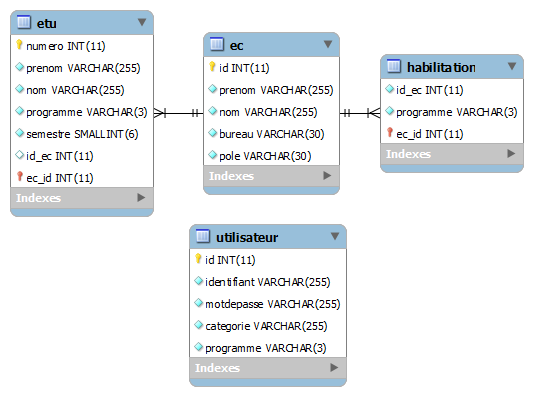 etu
numero INT(11)
prenom VARCHAR(255)
nom VARCHAR(255)
programme VARCHAR(3)
semestre SMALLINT(6)
id_ec INT(11)
ec_id INT(11)
Indexes
ec
id INT(11)
prenom VARCHAR(255)
nom VARCHAR(255)
bureau VARCHAR(30)
pole VARCHAR(30)
Indexes
habilitation
id_ec INT(11)
programme VARCHAR(3)
ec_id INT(11)
Indexes
utilisateur
id INT(11)
identifiant VARCHAR(255)
motdepasse VARCHAR(255)
categorie VARCHAR(255)
programme VARCHAR(3)
Indexes